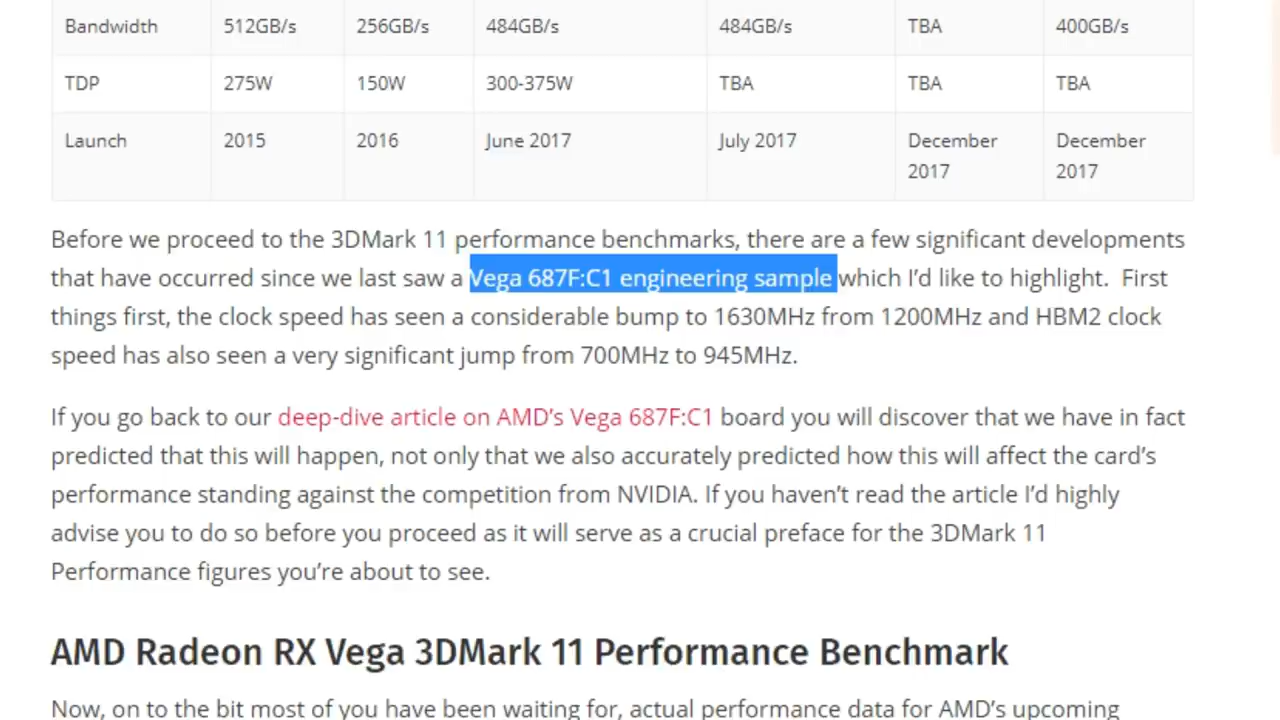 Bandwidth 512GB/s 256GB/s 484GB/s 484GB/s TBA 400GB/s
TDP 275W 150W 300-375W TBA TBA TBA
Launch 2015 2016 June 2017 July 2017 December 2017 December 2017
Before we proceed to the 3DMark 11 performance benchmarks, there are a few significant developments
that have occurred since we last saw a Vega 687F:C1 engineering sample which I’d like to highlight. First
things first, the clock speed has seen a considerable bump to 1630MHz from 1200MHz and HBM2 clock
speed has also seen a very significant jump from 700MHz to 945MHz.
If you go back to our deep-dive article on AMD’s Vega 687F:C1 board you will discover that we have in fact
predicted that this will happen, not only that we also accurately predicted how this will affect the card’s
performance standing against the competition from NVIDIA. If you haven’t read the article I’d highly
advise you to do so before you proceed as it will serve as a crucial preface for the 3DMark 11
Performance figures you’re about to see.
AMD Radeon RX Vega 3DMark 11 Performance Benchmark
Now, on to the bit most of you have been waiting for, actual performance data for AMD’s upcoming